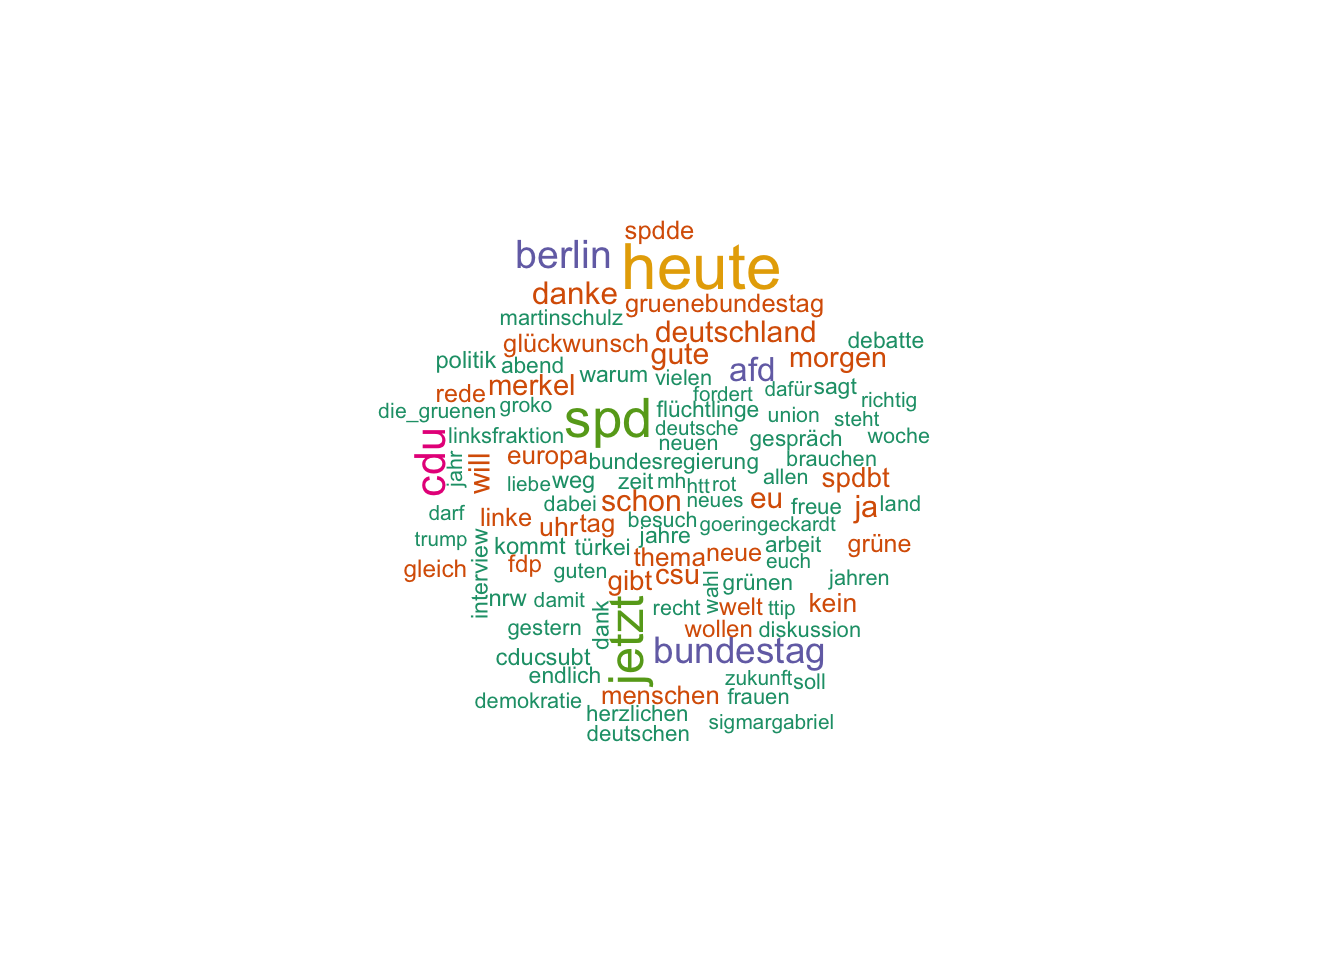 spdde
berlin heute
danke gruenebundestag
martinschulz deutschland
glückwunsch gute debatte
politik abend warum vielen afd morgen
rede merkel fordert dafür sagt
die_gruenen groko spd flüchtlinge union steht richtig
cdu linksfraktion deutsche neuen gespräch woche
jahr will europa bundesregierung brauchen
liebe weg zeit mh htt rot allen spdbt
dabei schon neues eu freue ja land
darf linke uhr tag besuch goeringeckardt
trump interview kommt türkei jahre thema neue arbeit grüne
gleich fdp guten gibt csu wahl grünen euch jahren
nrw damit dank jetzt recht welt ttip kein
gestern wollen diskussion
cducsubt bundestag
endlich zukunft soll
demokratie menschen frauen
herzlichen sigmargabriel
deutschen